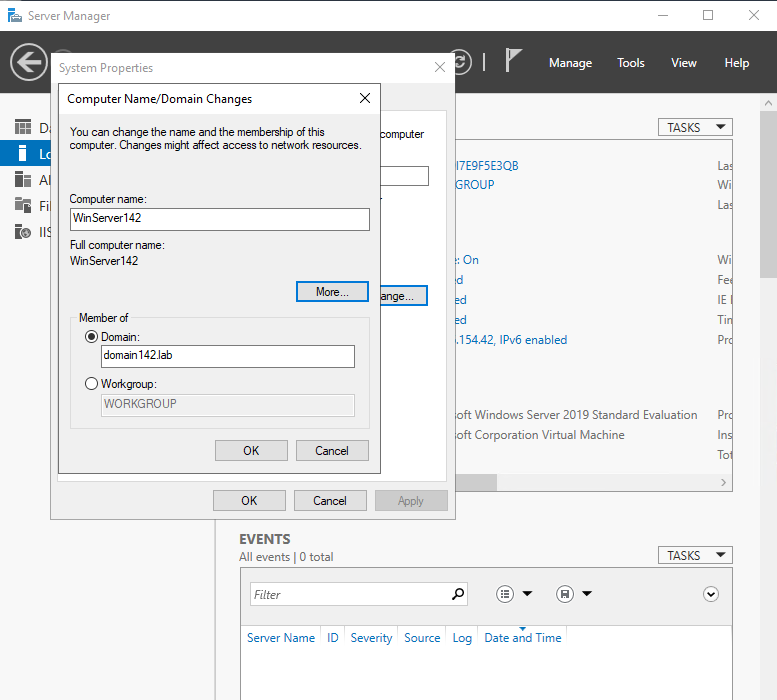 Server Manager
Manage Tools View Help
System Properties
Computer Name/Domain Changes
You can change the name and the membership of this
computer. Changes might affect access to network resources.
Computer name:
WinServer142
Full computer name:
WinServer142
More...
Member of
Domain:
domain142.lab
Workgroup:
WORKGROUP
OK Cancel
computer
ange...
OK Cancel Apply
TASKS
I7E9F5E3QB
GROUP
: On
ed
ed
.154.42, IPv6 enabled
soft Windows Server 2019 Standard Evaluation
soft Corporation Virtual Machine
Las
Wi
Las
Wi
Fee
IE
Tim
Pro
Pro
Ins
Tot
Da
Lo
Al
Fi
IIS
EVENTS
All events | 0 total
TASKS
Filter
Server Name ID Severity Source Log Date and Time